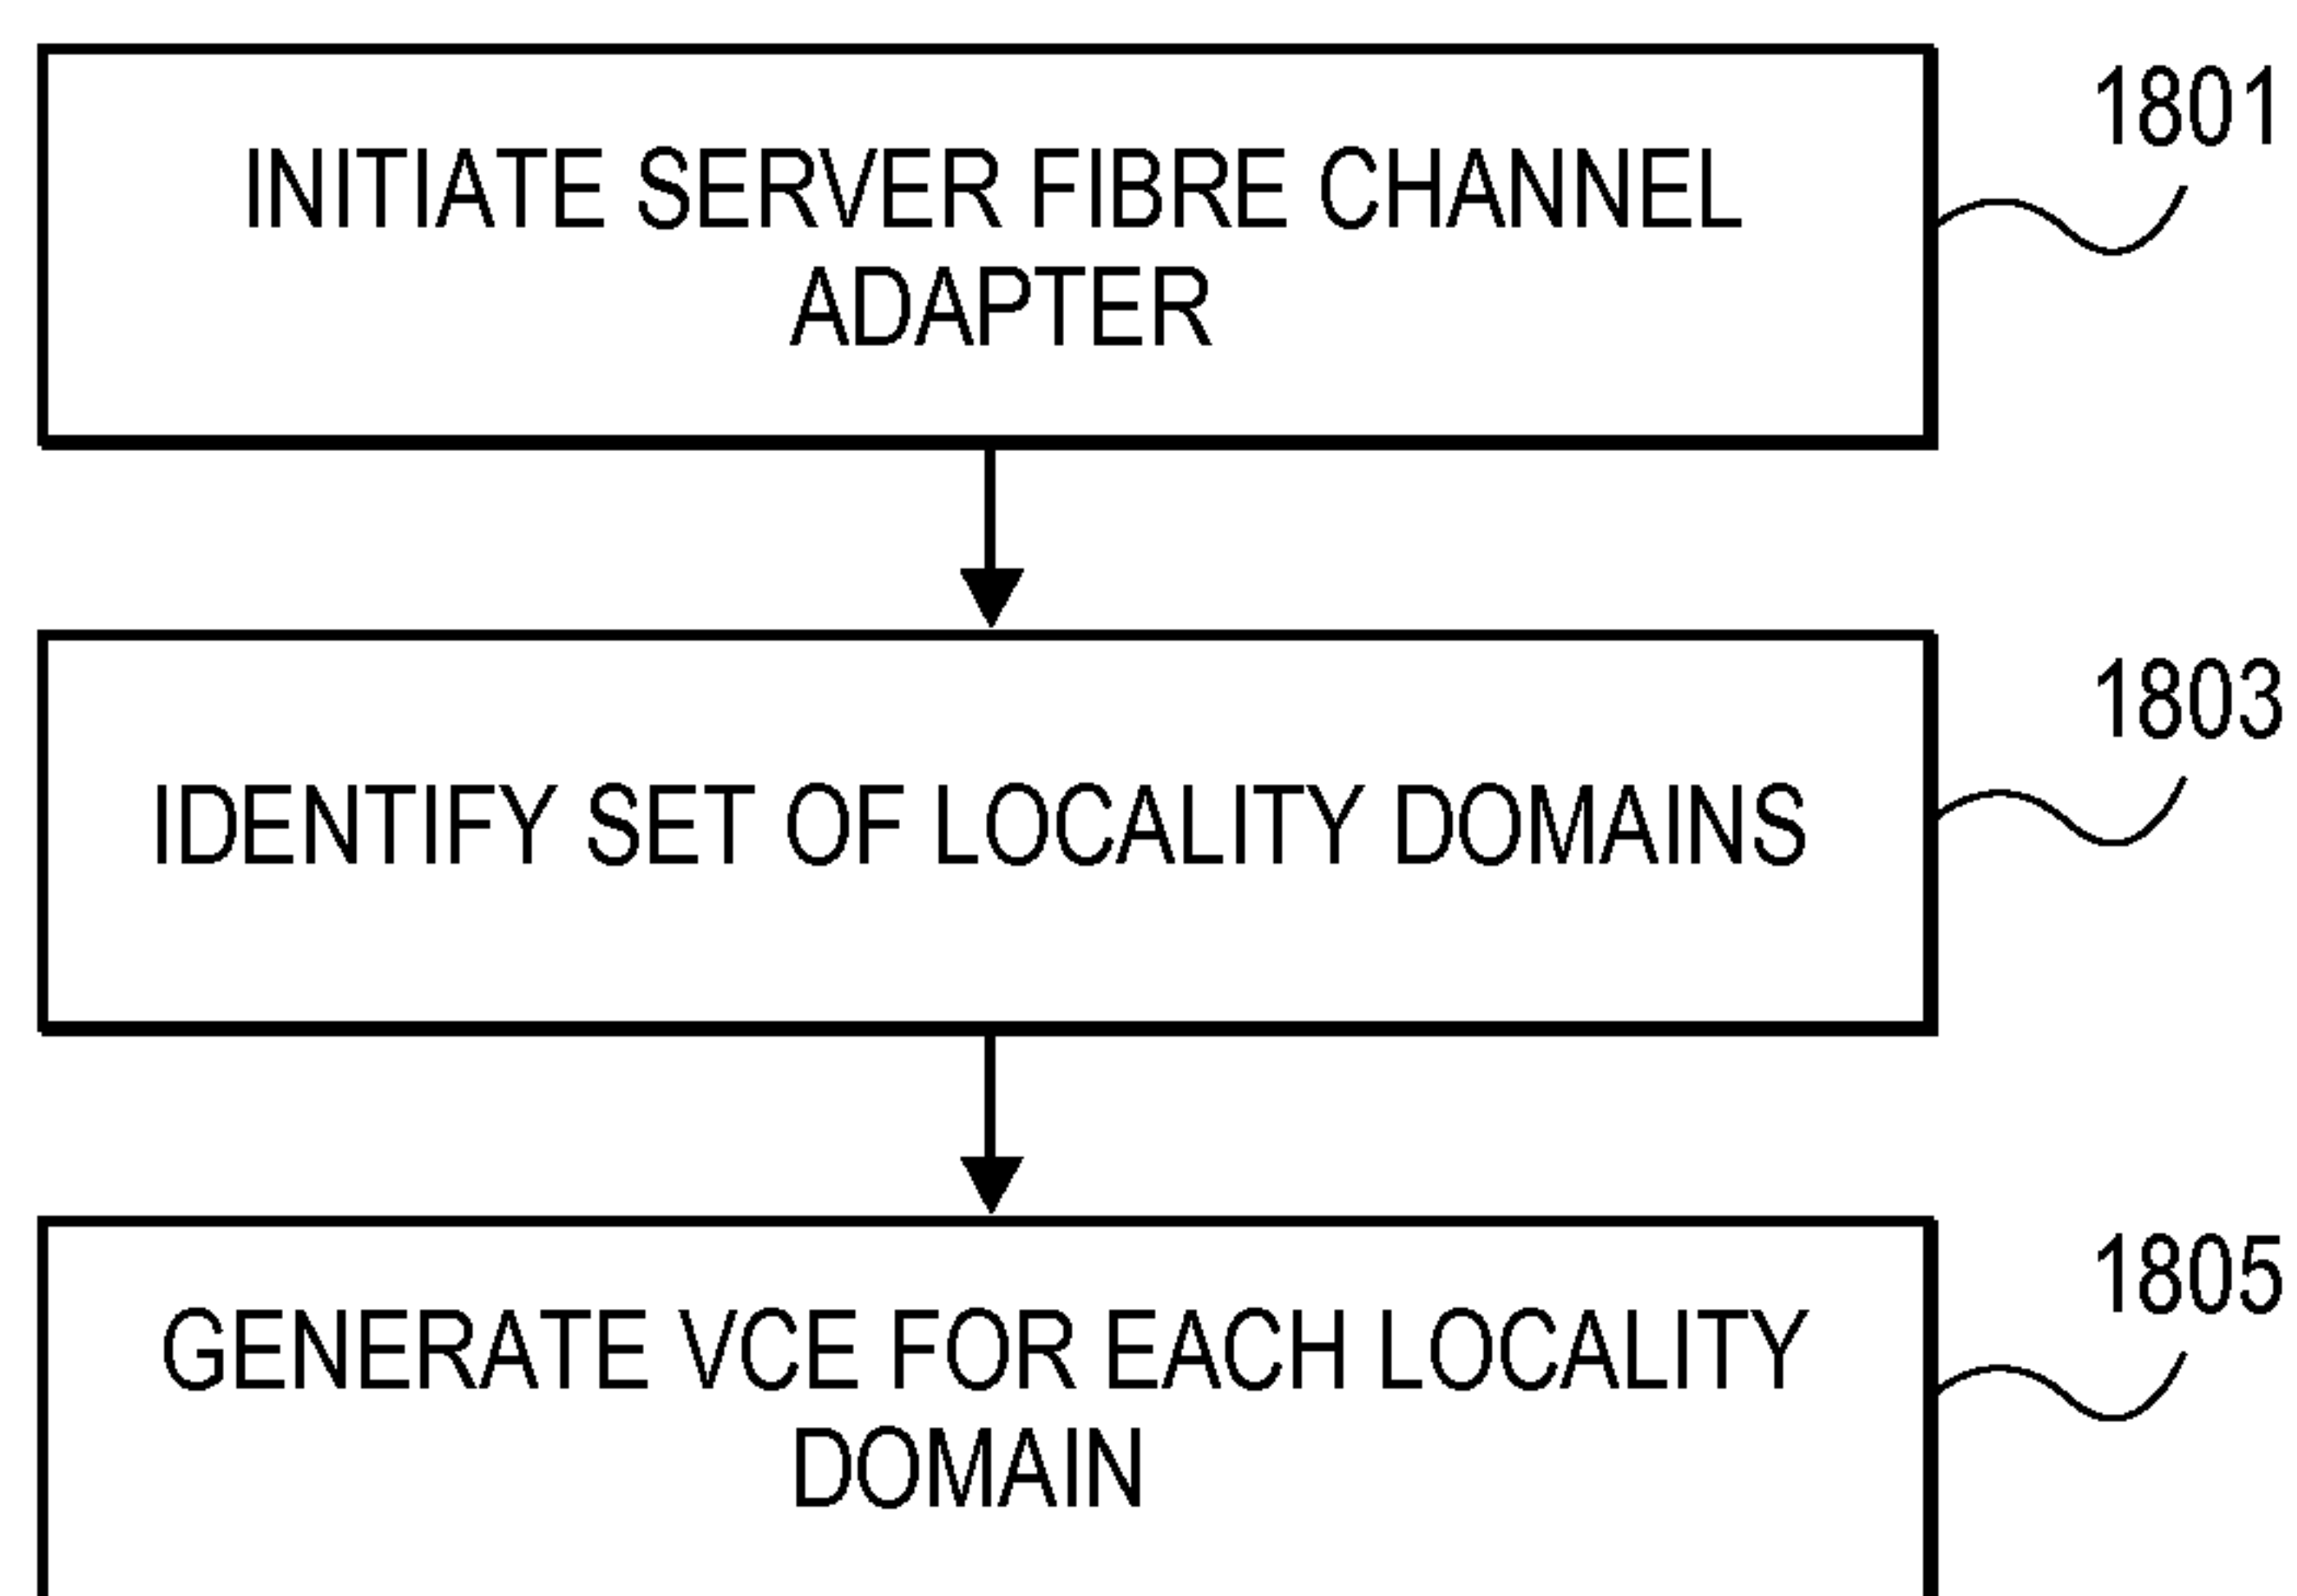 INITIATE SERVER FIBRE CHANNEL
ADAPTER
1801
IDENTIFY SET OF LOCALITY DOMAINS
1803
GENERATE VCE FOR EACH LOCALITY
DOMAIN
1805